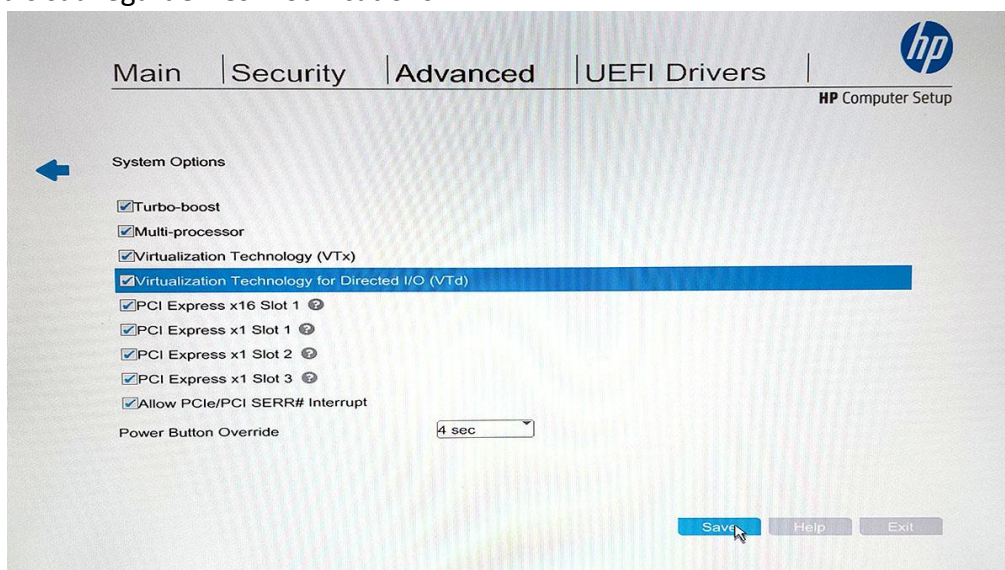 hp
Main
Security
Advanced
UEFI Drivers
HP Computer Setup
System Options
Turbo-boost
Multi-processor
Virtualization Technology (VTx)
Virtualization Technology for Directed I/O (VTd)
PCI Express x16 Slot 1 ?
PCI Express x1 Slot 1 ?
PCI Express x1 Slot 2 ?
PCI Express x1 Slot 3 ?
Allow PCIe/PCI SERR# Interrupt
Power Button Override 4 sec
Save Help Exit